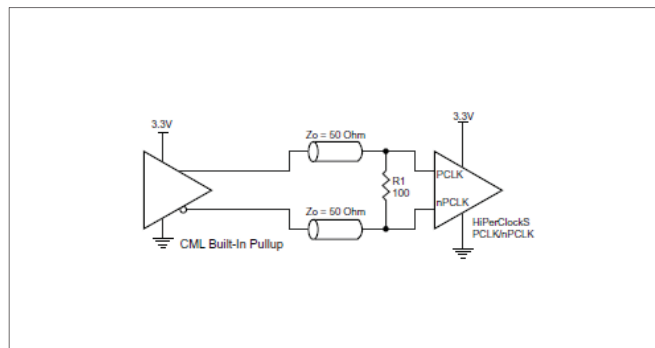 3.3V
3.3V
Zo = 50 Ohm
PCLK
R1
100
nPCLK
Zo = 50 Ohm
HiPerClockS
PCLK/nPCLK
CML Built-In Pullup